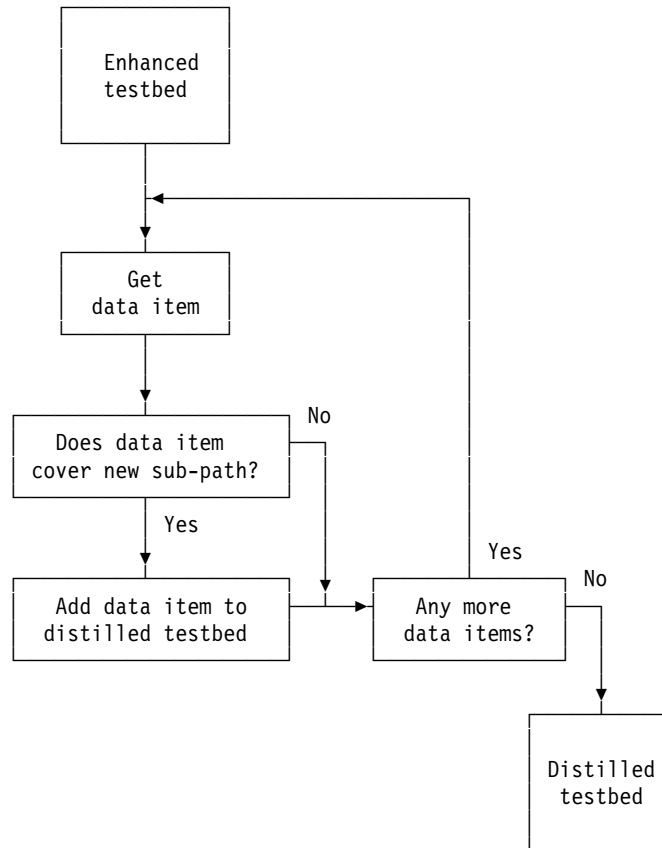 Enhanced
testbed
Get
data item
Does data item
cover new sub-path?
No
Yes
Add data item to
distilled testbed
Any more
data items?
Yes
No
Distilled
testbed